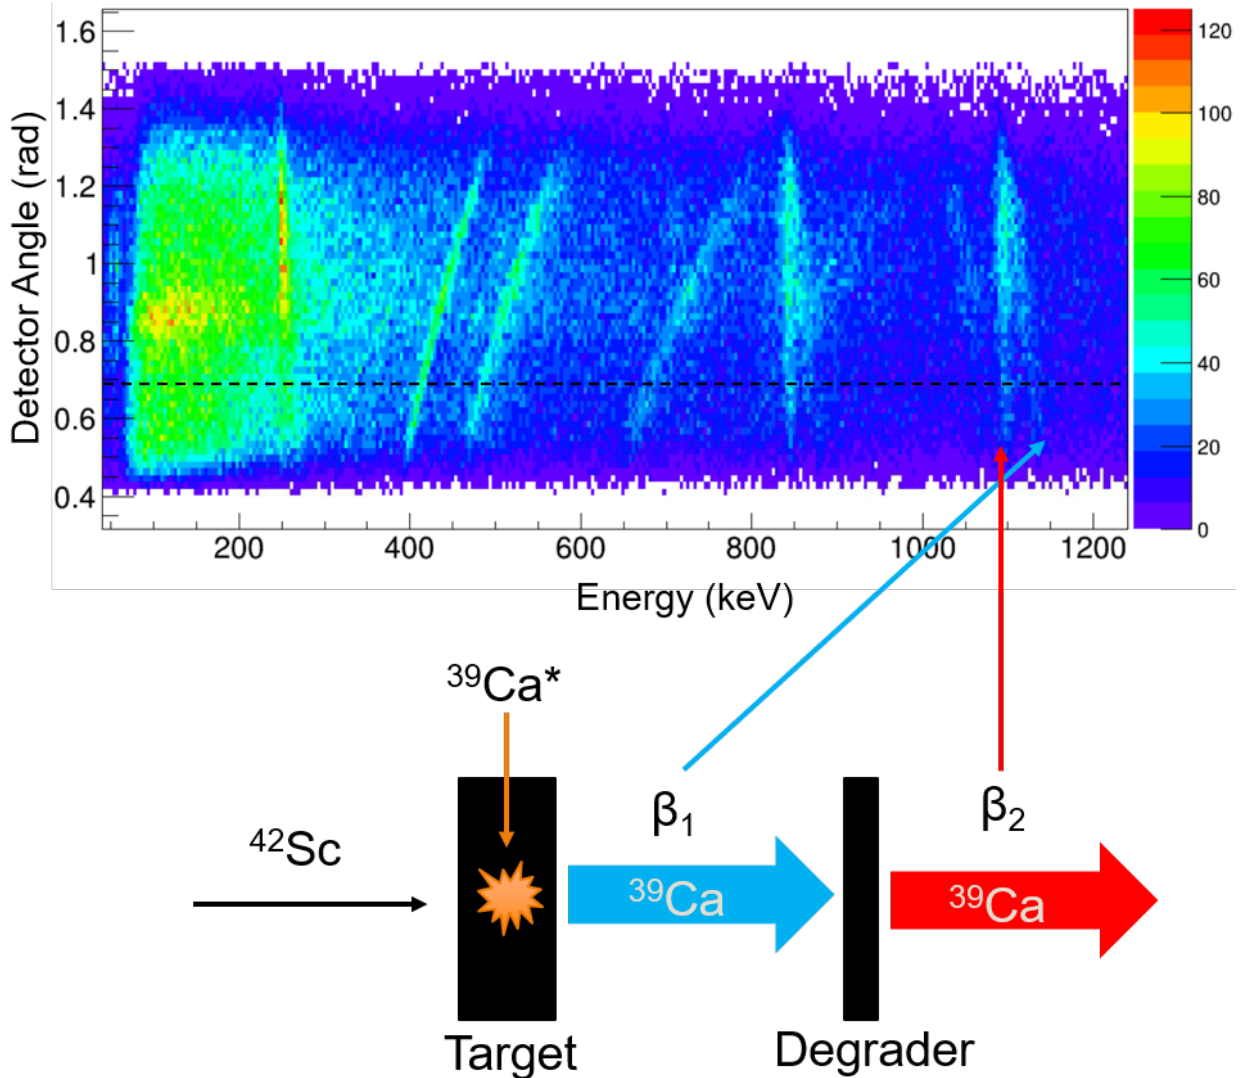 1.6
1.4
1.2
1
0.8
0.6
0.4
Detector Angle (rad)
120
100
80
60
40
20
0
200 400 600 800 1000 1200
Energy (keV)
³⁹Ca*
⁴²Sc
β₁
β₂
³⁹Ca
³⁹Ca
Target
Degrader